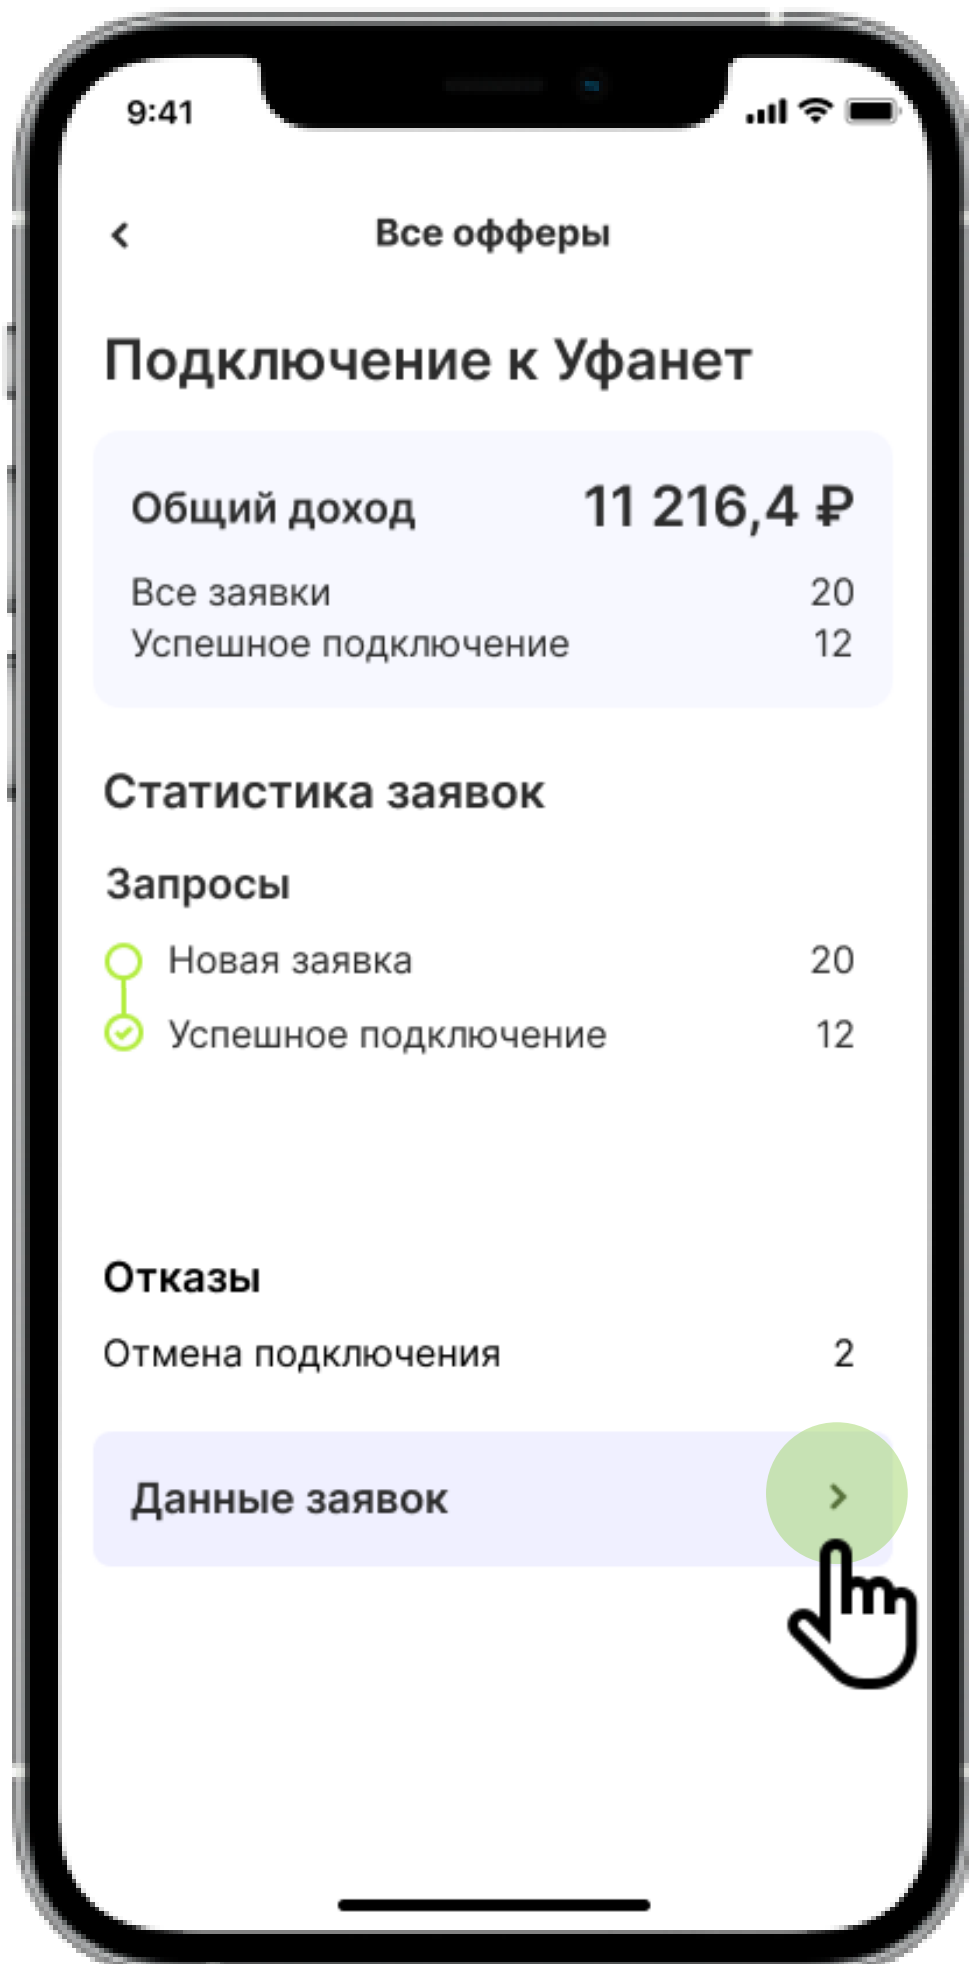 9:41
Все офферы
Подключение к Уфанет
Общий доход 11 216,4 ₽
Все заявки 20
Успешное подключение 12
Статистика заявок
Запросы
Новая заявка 20
Успешное подключение 12
Отказы
Отмена подключения 2
Данные заявок